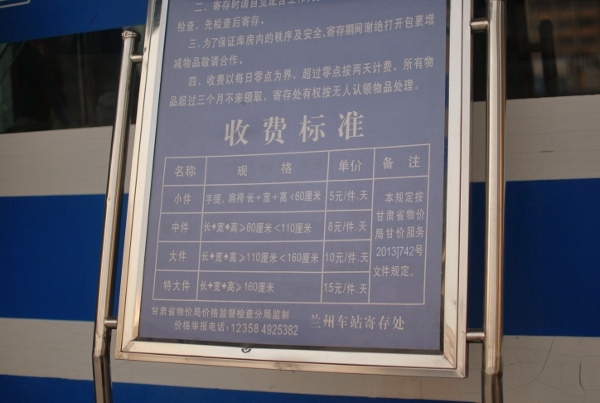 二、寄存时请自觉配合工作人
检查。先检查后寄存。
三、为了保证库房内的秩序及安全,寄存期间谢绝打开包更增
减物品敬请合作。
四、收费以每日零点为界,超过零点按两天计费,所有物
品超过三个月不来领取,寄存处有权按无人认领物品处理。
收费标准
名称 规格 单价 备注
小件 手提、肩挎 长+宽+高<60厘米 5元/件.天
中件 长+宽+高≥60厘米<110厘米 8元/件.天
大件 长+宽+高≥110厘米<160厘米 10元/件.天
特大件 长+宽+高≥160厘米 15元/件.天
本规定按
甘肃省物价
局甘价服务
2013]742号
文件规定。
甘肃省物价局价格监督检查分局监制
价格举报电话:12358 4925382
兰州车站寄存处